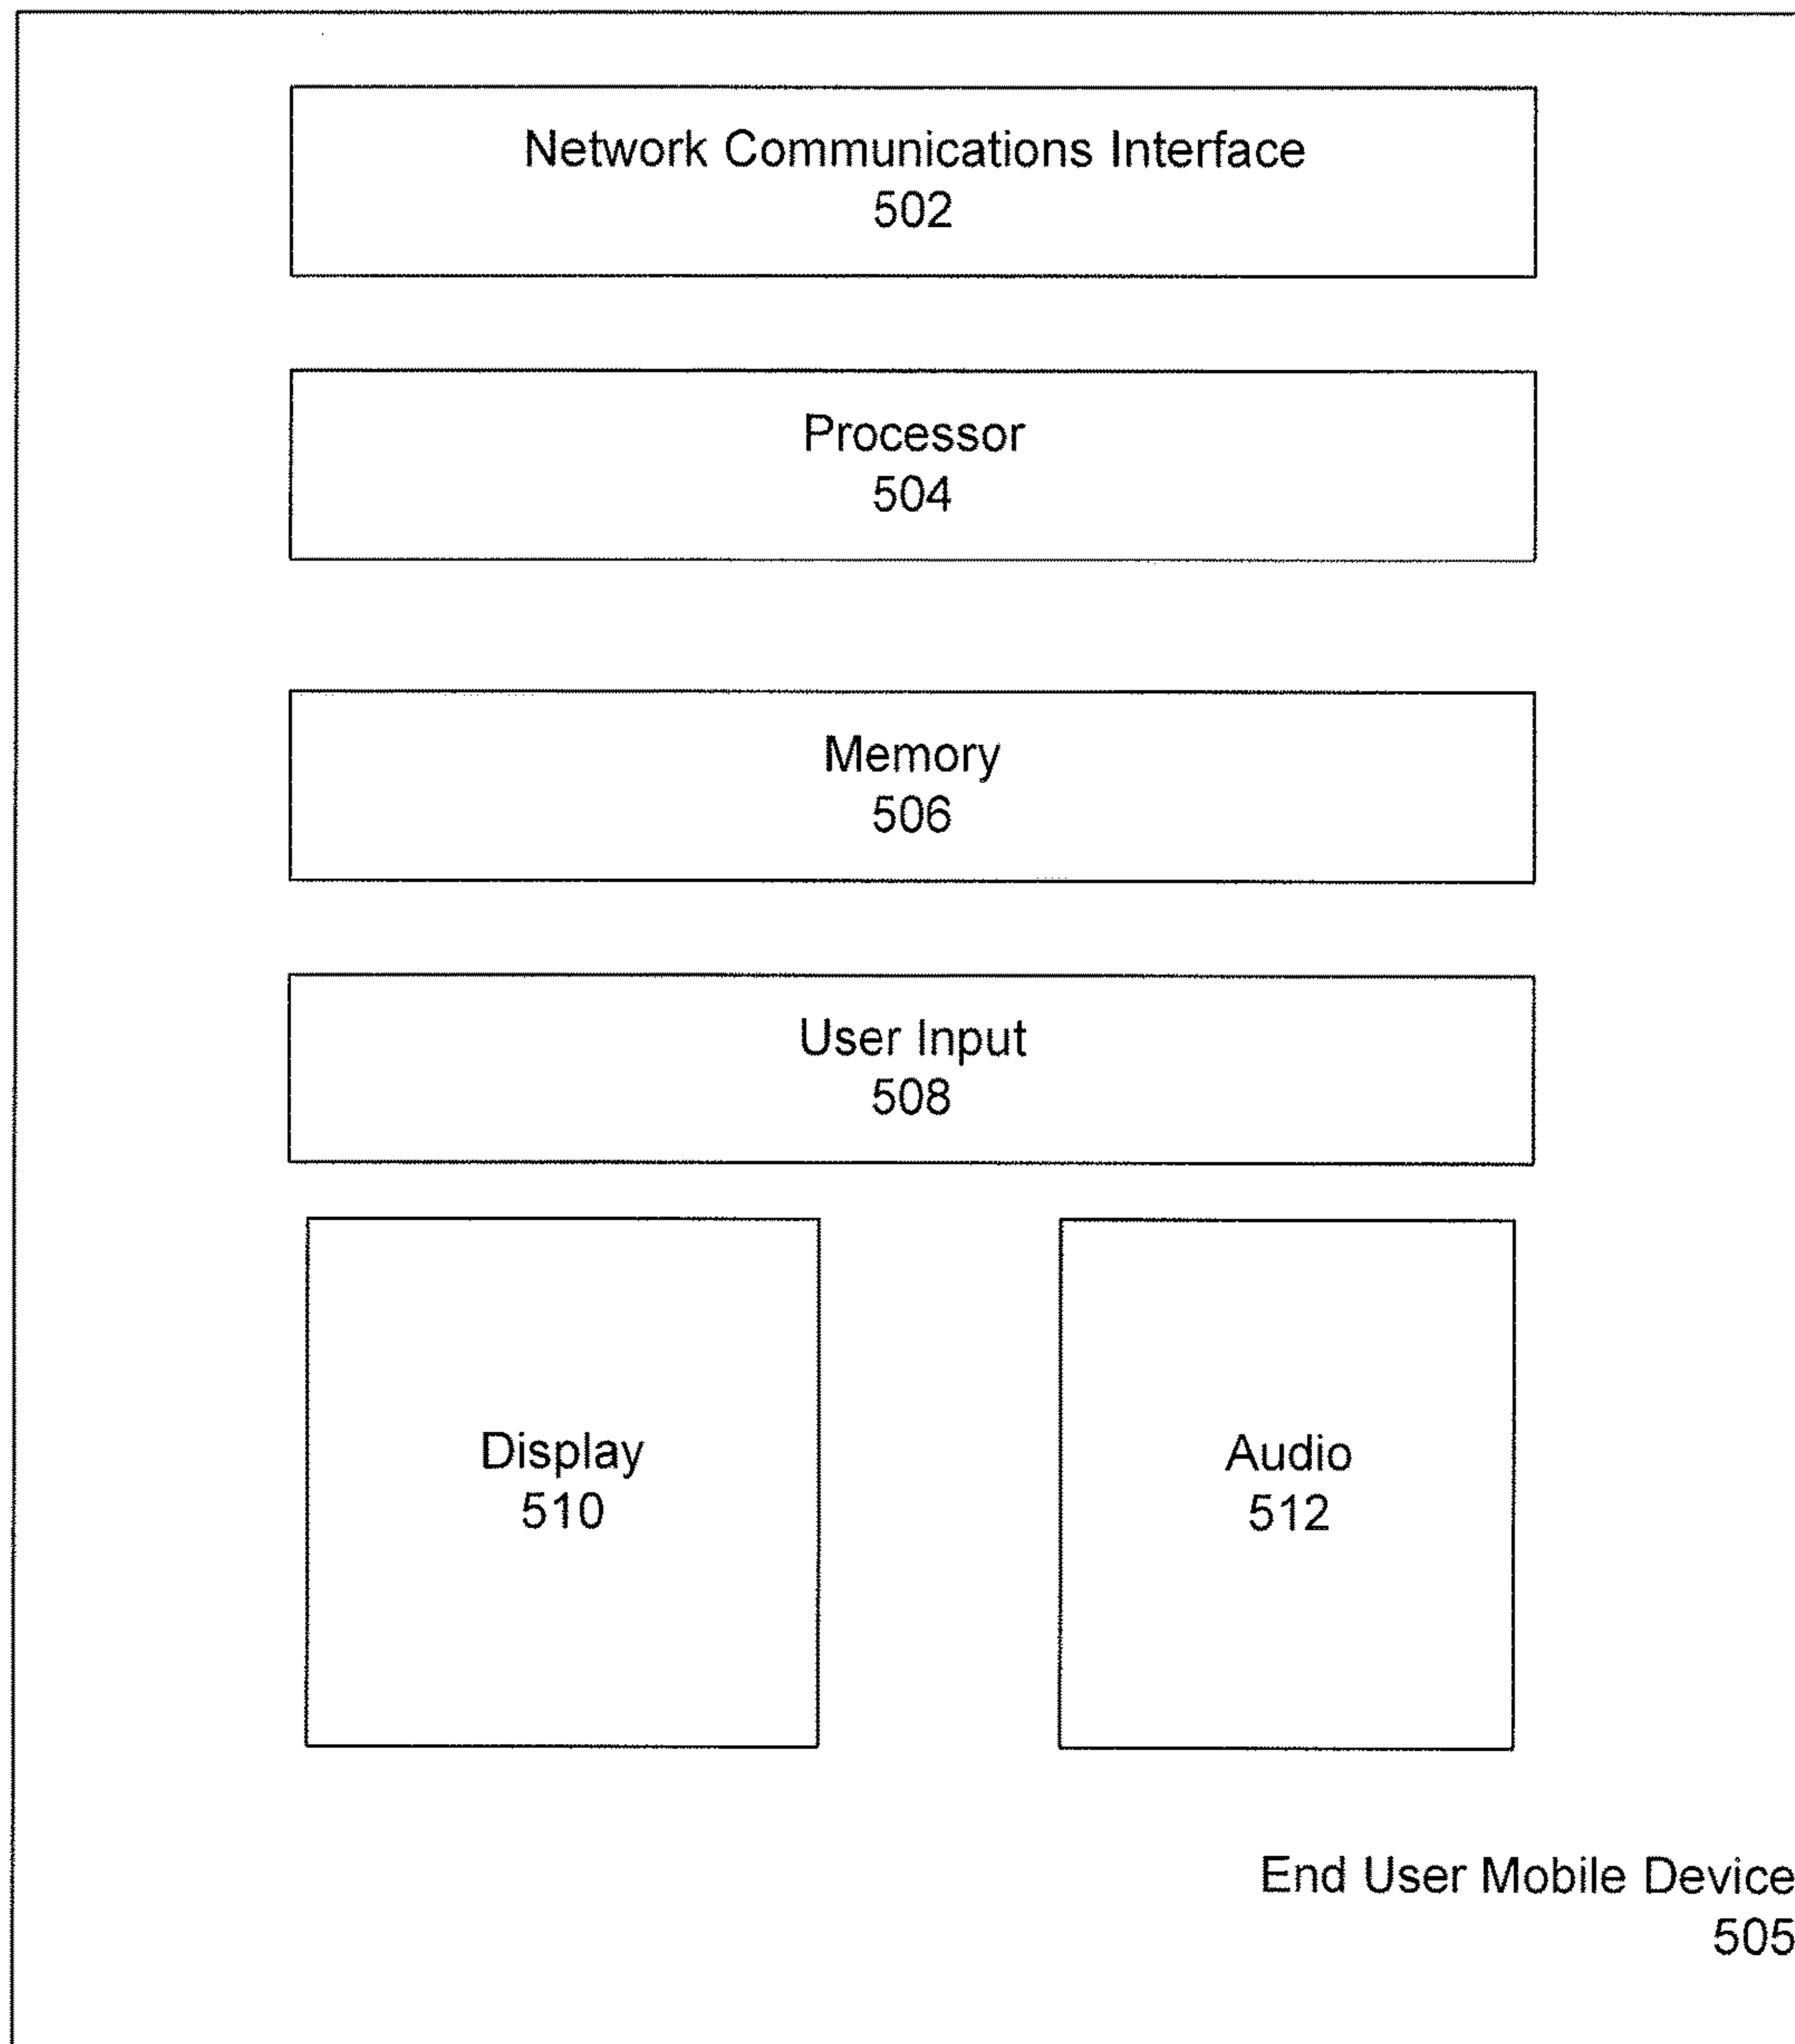 Network Communications Interface
502
Processor
504
Memory
506
User Input
508
Display
510
Audio
512
End User Mobile Device
505